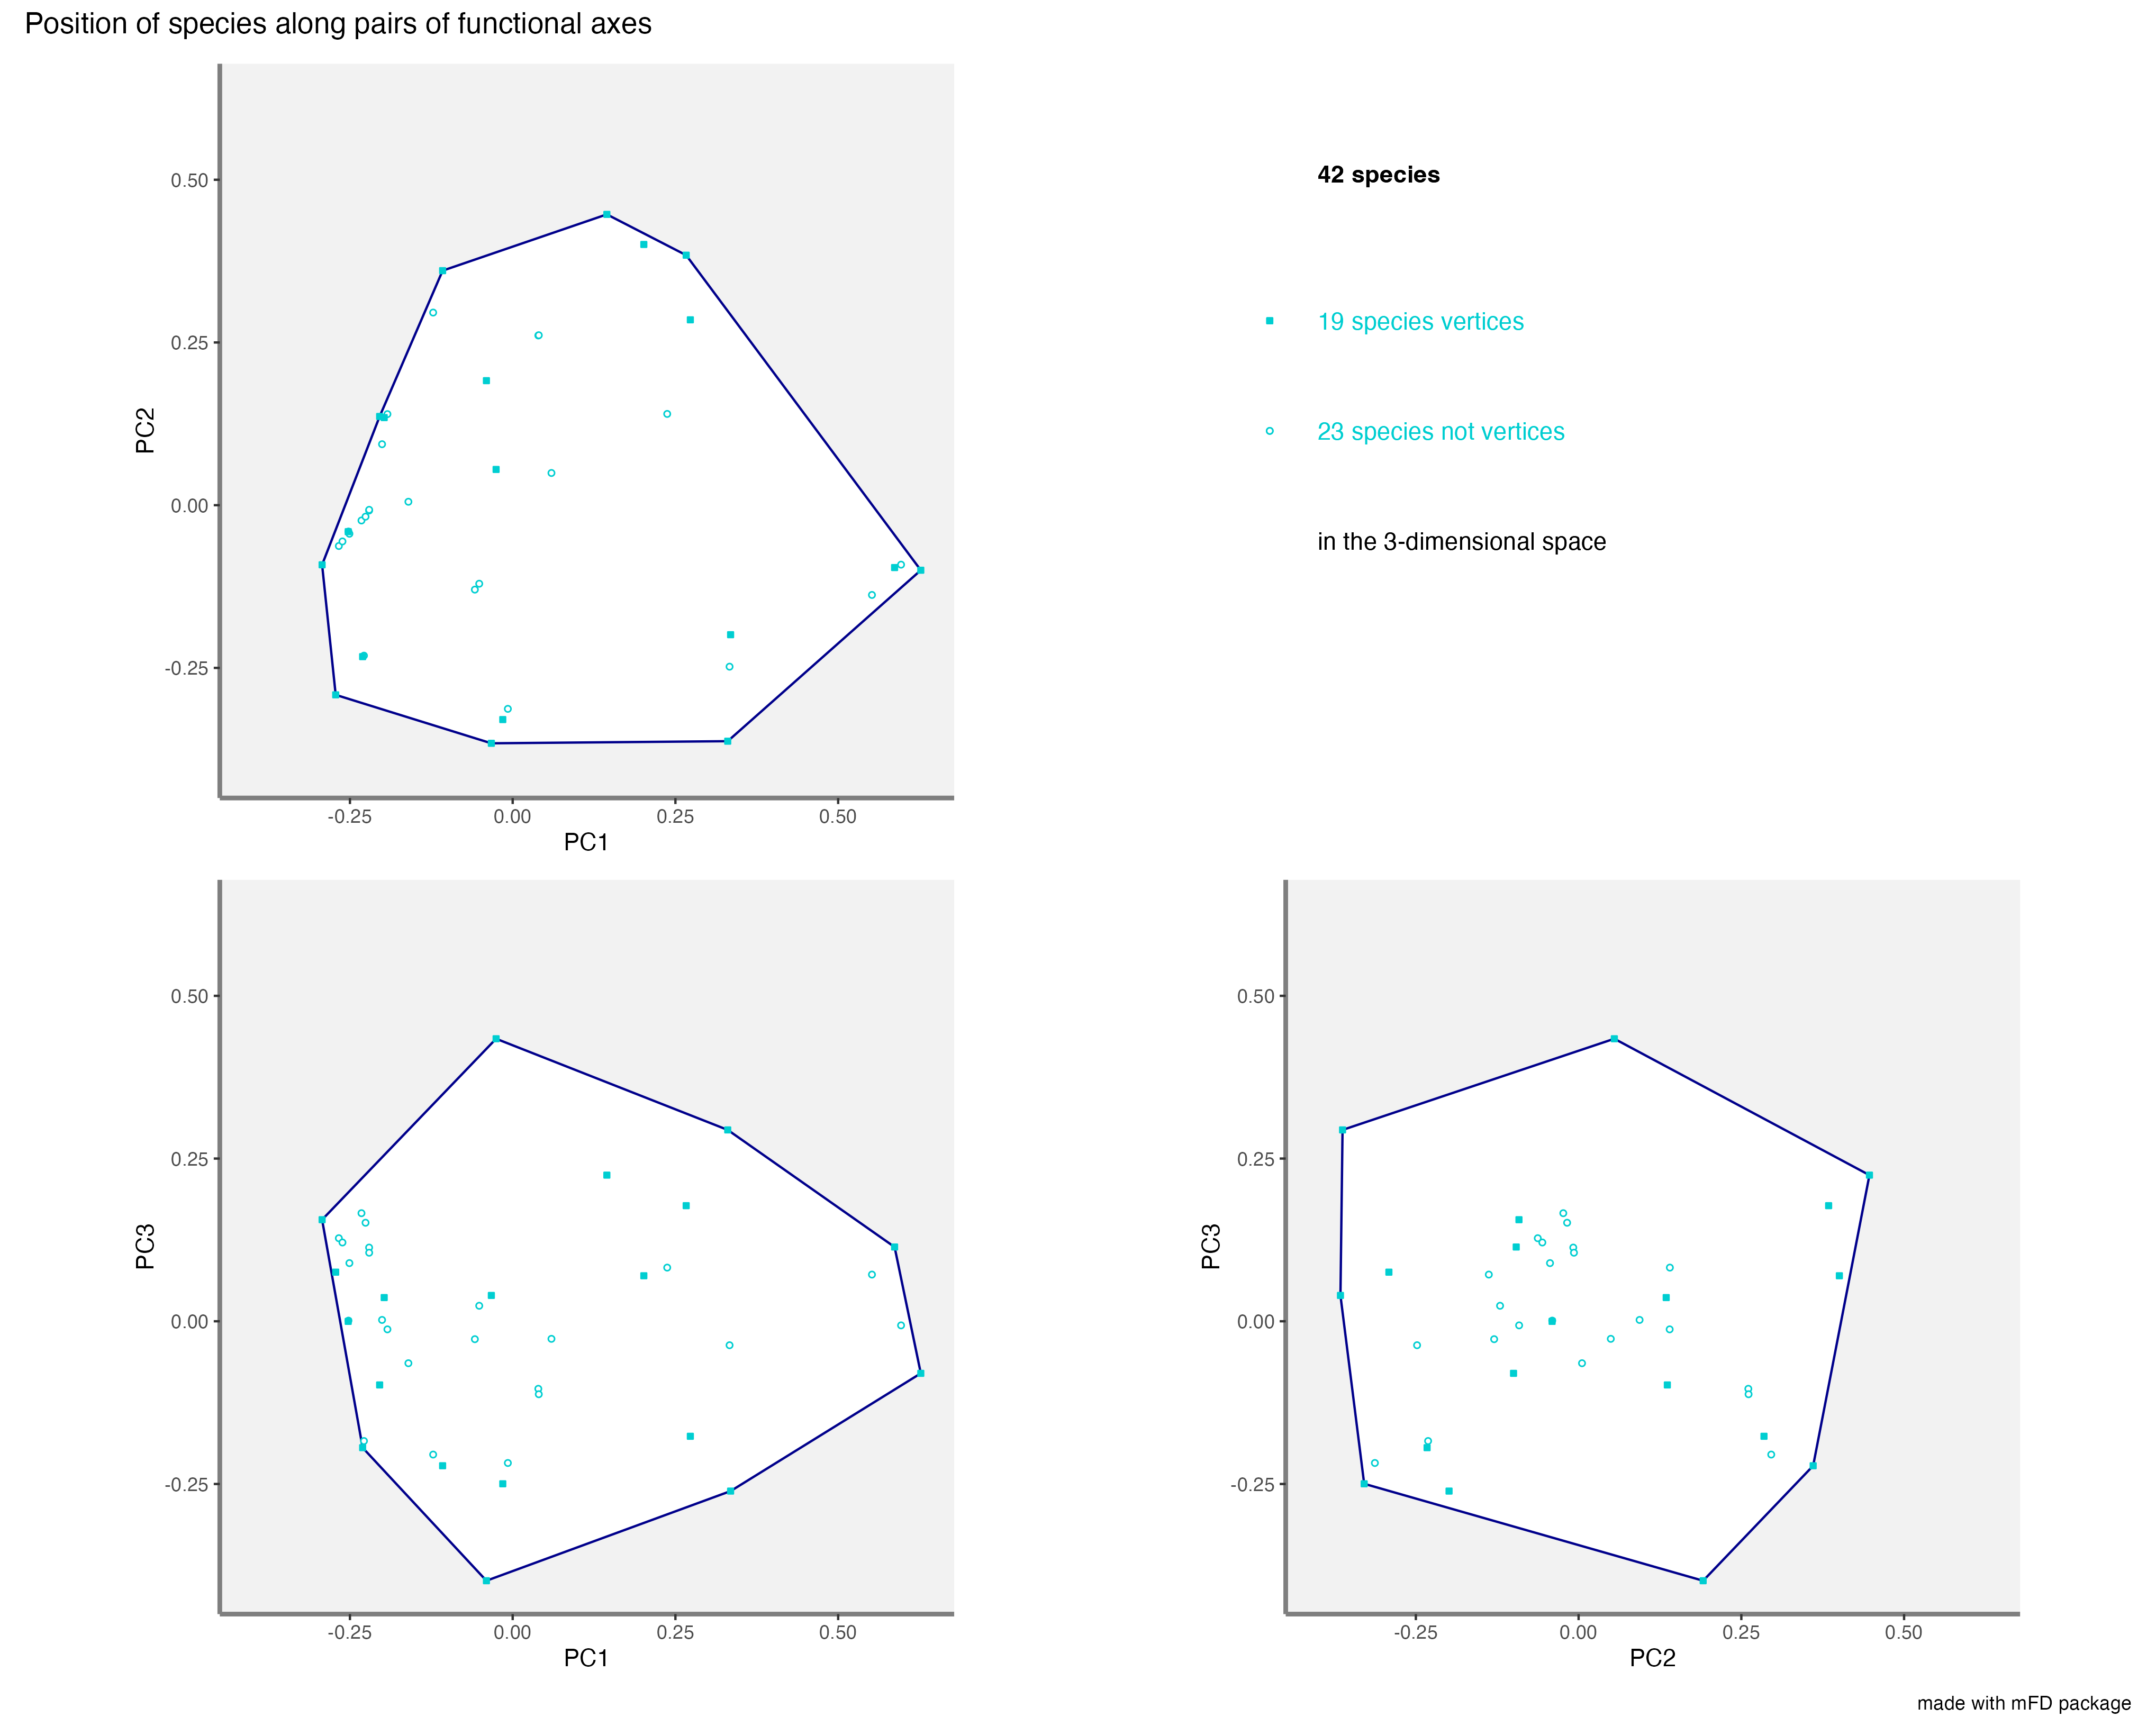 Position of species along pairs of functional axes
0.50
0.25
0.00
-0.25
PC2
-0.25 0.00 0.25 0.50
PC1
42 species
19 species vertices
23 species not vertices
in the 3-dimensional space
0.50
0.25
0.00
-0.25
PC3
-0.25 0.00 0.25 0.50
PC1
0.50
0.25
0.00
-0.25
PC3
-0.25 0.00 0.25 0.50
PC2
made with mFD package